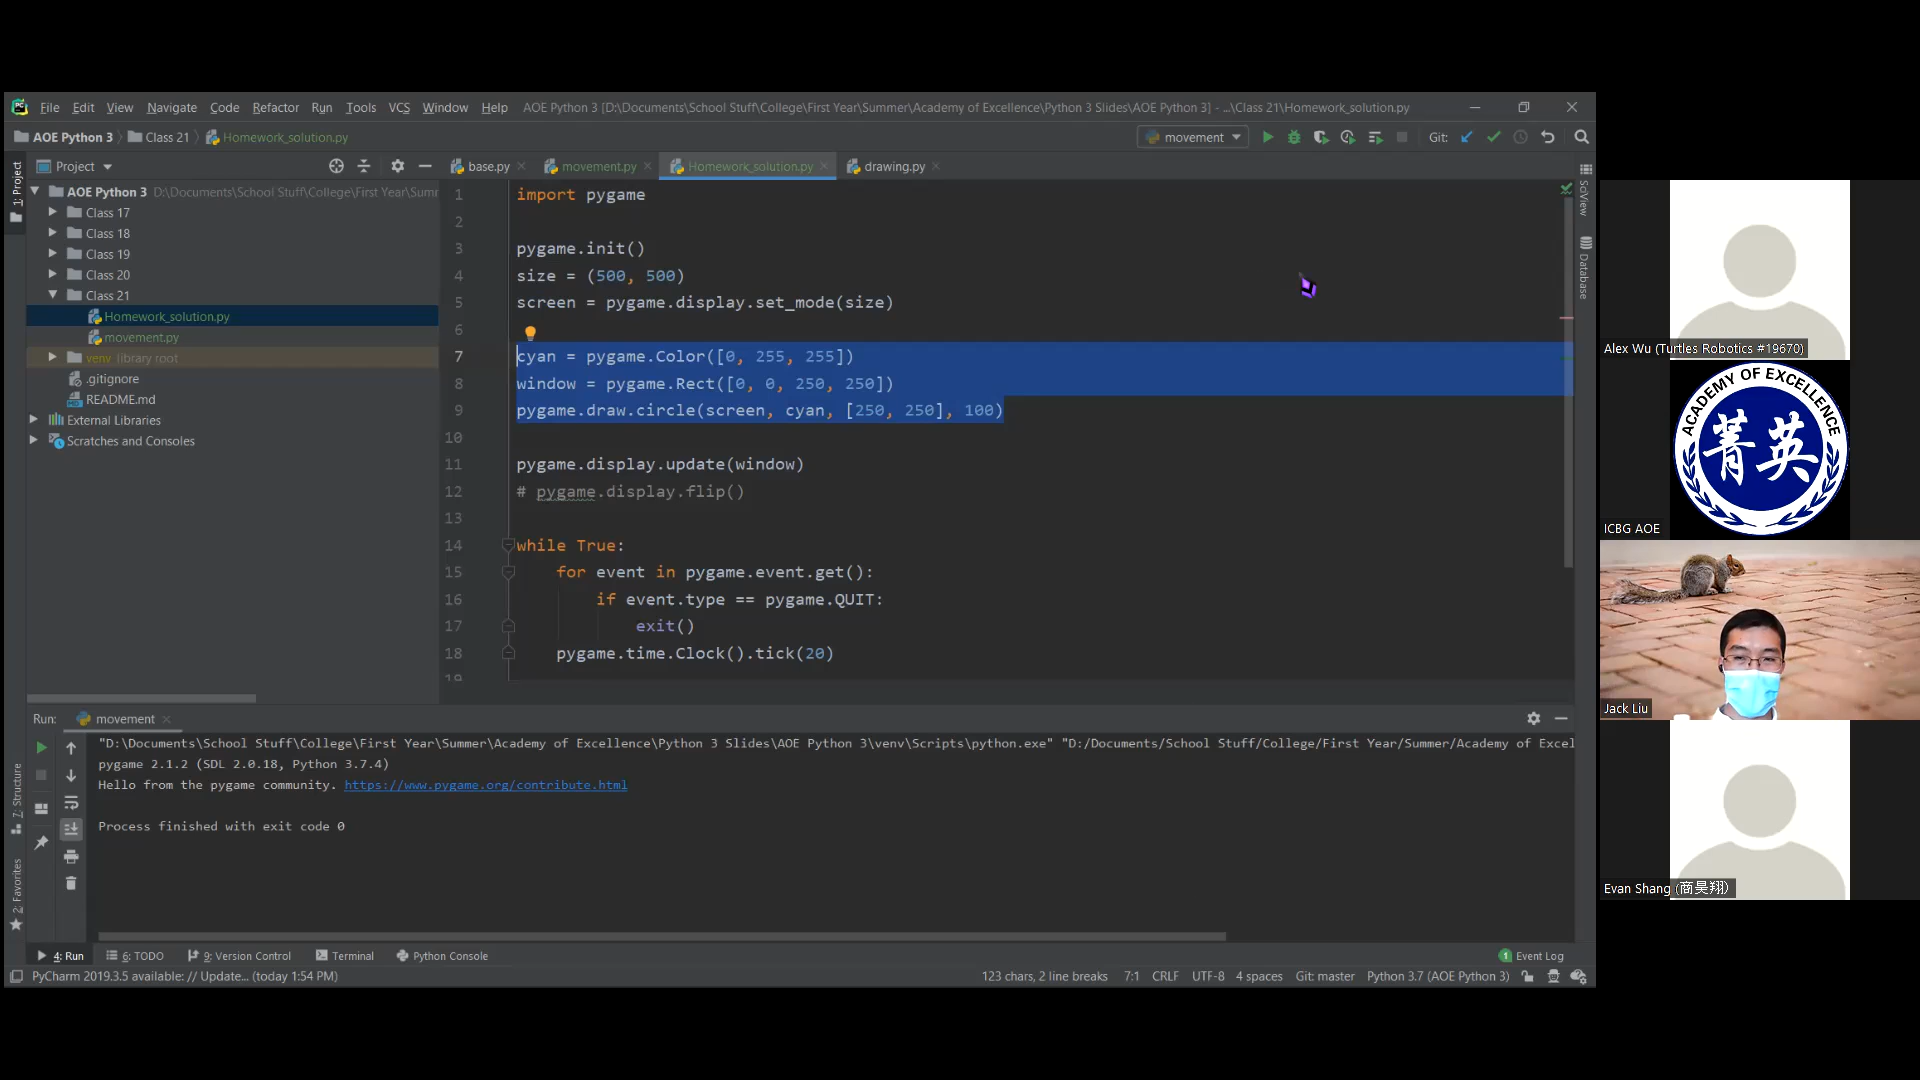 File Edit View Navigate Code Refactor Run Tools VCS Window Help AOE Python 3 [D:\Documents\School Stuff\College\First Year\Summer\Academy of Excellence\Python 3 Slides\AOE Python 3] - ...\Class 21\Homework_solution.py
AOE Python 3 Class 21 Homework_solution.py movement Git:
Project base.py movement.py Homework_solution.py drawing.py
1: Project
AOE Python 3 D:\Documents\School Stuff\College\First Year\Sum
Class 17
Class 18
Class 19
Class 20
Class 21
Homework_solution.py
movement.py
venv library root
.gitignore
README.md
External Libraries
Scratches and Consoles
1 import pygame
2
3 pygame.init()
4 size = (500, 500)
5 screen = pygame.display.set_mode(size)
6
7 cyan = pygame.Color([0, 255, 255])
8 window = pygame.Rect([0, 0, 250, 250])
9 pygame.draw.circle(screen, cyan, [250, 250], 100)
10
11 pygame.display.update(window)
12 # pygame.display.flip()
13
14 while True:
15 for event in pygame.event.get():
16 if event.type == pygame.QUIT:
17 exit()
18 pygame.time.Clock().tick(20)
19
SciView
Database
Run: movement
"D:\Documents\School Stuff\College\First Year\Summer\Academy of Excellence\Python 3 Slides\AOE Python 3\venv\Scripts\python.exe" "D:/Documents/School Stuff/College/First Year/Summer/Academy of Excel
pygame 2.1.2 (SDL 2.0.18, Python 3.7.4)
Hello from the pygame community. https://www.pygame.org/contribute.html
Process finished with exit code 0
7: Structure
2: Favorites
4: Run 6: TODO 9: Version Control Terminal Python Console 1 Event Log
PyCharm 2019.3.5 available: // Update... (today 1:54 PM) 123 chars, 2 line breaks 7:1 CRLF UTF-8 4 spaces Git: master Python 3.7 (AOE Python 3)
Alex Wu (Turtles Robotics #19670)
ACADEMY OF EXCELLENCE
菁英
ICBG AOE
Jack Liu
Evan Shang (商昊翔)